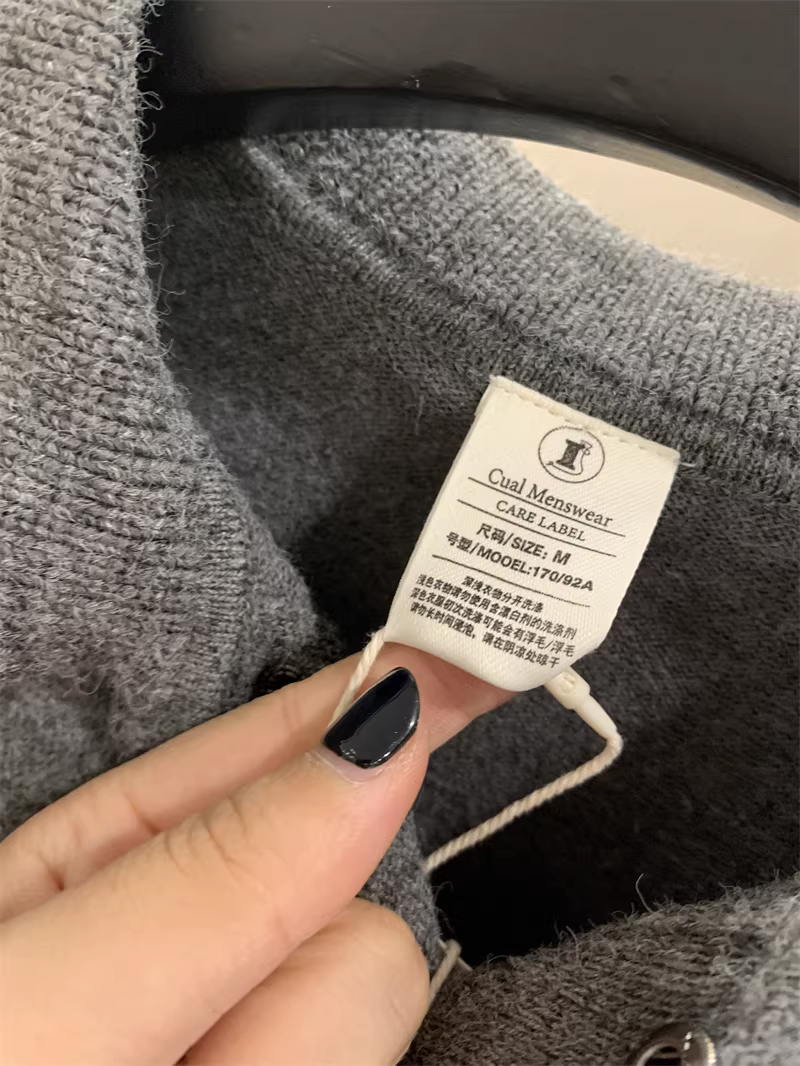 Cual Menswear
CARE LABEL
尺码/SIZE: M
号型/MOOEL:170/92A
深浅衣物分开洗涤
浅色衣物请勿使用含漂白剂的洗涤剂
深色衣服初次洗涤可能会有浮毛/浮毛
请勿长时间浸泡, 请在阴凉处晾干